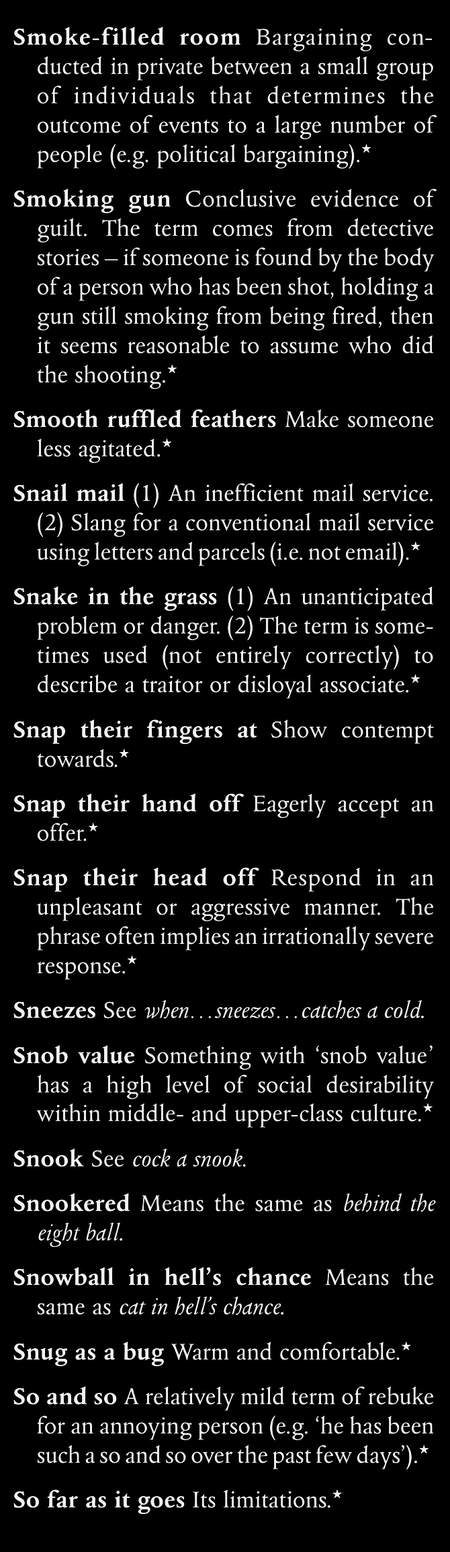 Smoke-filled room Bargaining con-
ducted in private between a small group
of individuals that determines the
outcome of events to a large number of
people (e.g. political bargaining).★
Smoking gun Conclusive evidence of
guilt. The term comes from detective
stories – if someone is found by the body
of a person who has been shot, holding a
gun still smoking from being fired, then
it seems reasonable to assume who did
the shooting.★
Smooth ruffled feathers Make someone
less agitated.★
Snail mail (1) An inefficient mail service.
(2) Slang for a conventional mail service
using letters and parcels (i.e. not email).★
Snake in the grass (1) An unanticipated
problem or danger. (2) The term is some-
times used (not entirely correctly) to
describe a traitor or disloyal associate.★
Snap their fingers at Show contempt
towards.★
Snap their hand off Eagerly accept an
offer.★
Snap their head off Respond in an
unpleasant or aggressive manner. The
phrase often implies an irrationally severe
response.★
Sneezes See when…sneezes…catches a cold.
Snob value Something with ‘snob value’
has a high level of social desirability
within middle- and upper-class culture.★
Snook See cock a snook.
Snookered Means the same as behind the
eight ball.
Snowball in hell’s chance Means the
same as cat in hell’s chance.
Snug as a bug Warm and comfortable.★
So and so A relatively mild term of rebuke
for an annoying person (e.g. ‘he has been
such a so and so over the past few days’).★
So far as it goes Its limitations.★